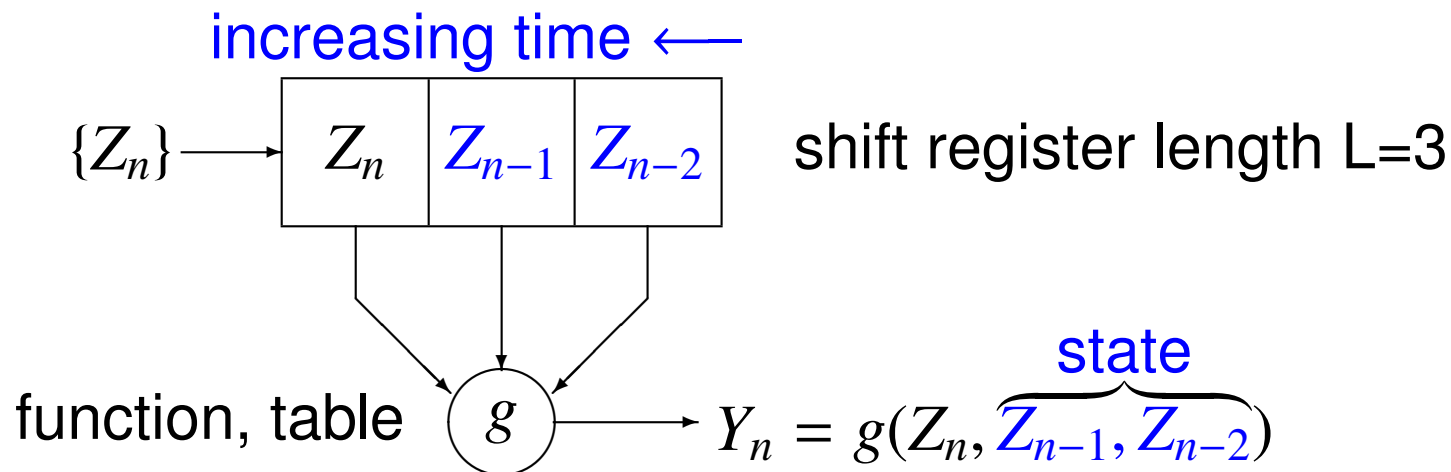 increasing time ←
{Zₙ} → Zₙ Zₙ₋₁ Zₙ₋₂ shift register length L=3
state
function, table g → Yₙ = g(Zₙ, Zₙ₋₁, Zₙ₋₂)